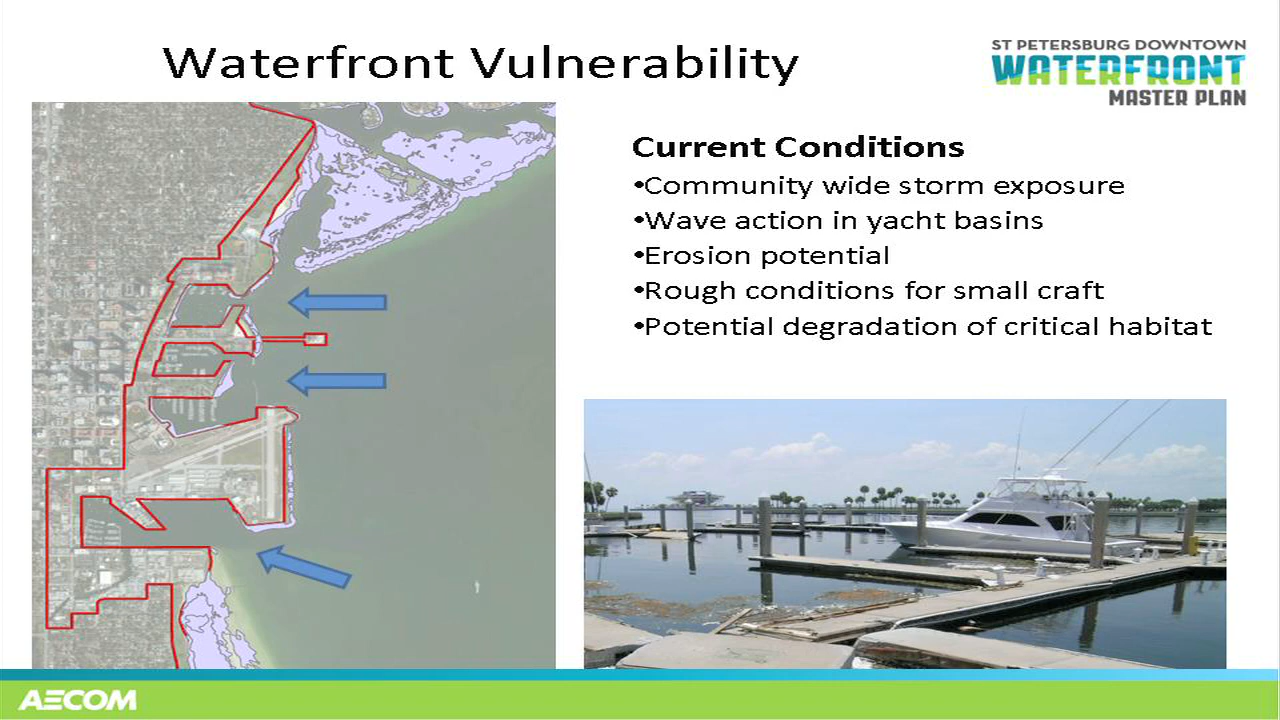 Waterfront Vulnerability
ST PETERSBURG DOWNTOWN
WATERFRONT
MASTER PLAN
Current Conditions
•Community wide storm exposure
•Wave action in yacht basins
•Erosion potential
•Rough conditions for small craft
•Potential degradation of critical habitat
AECOM